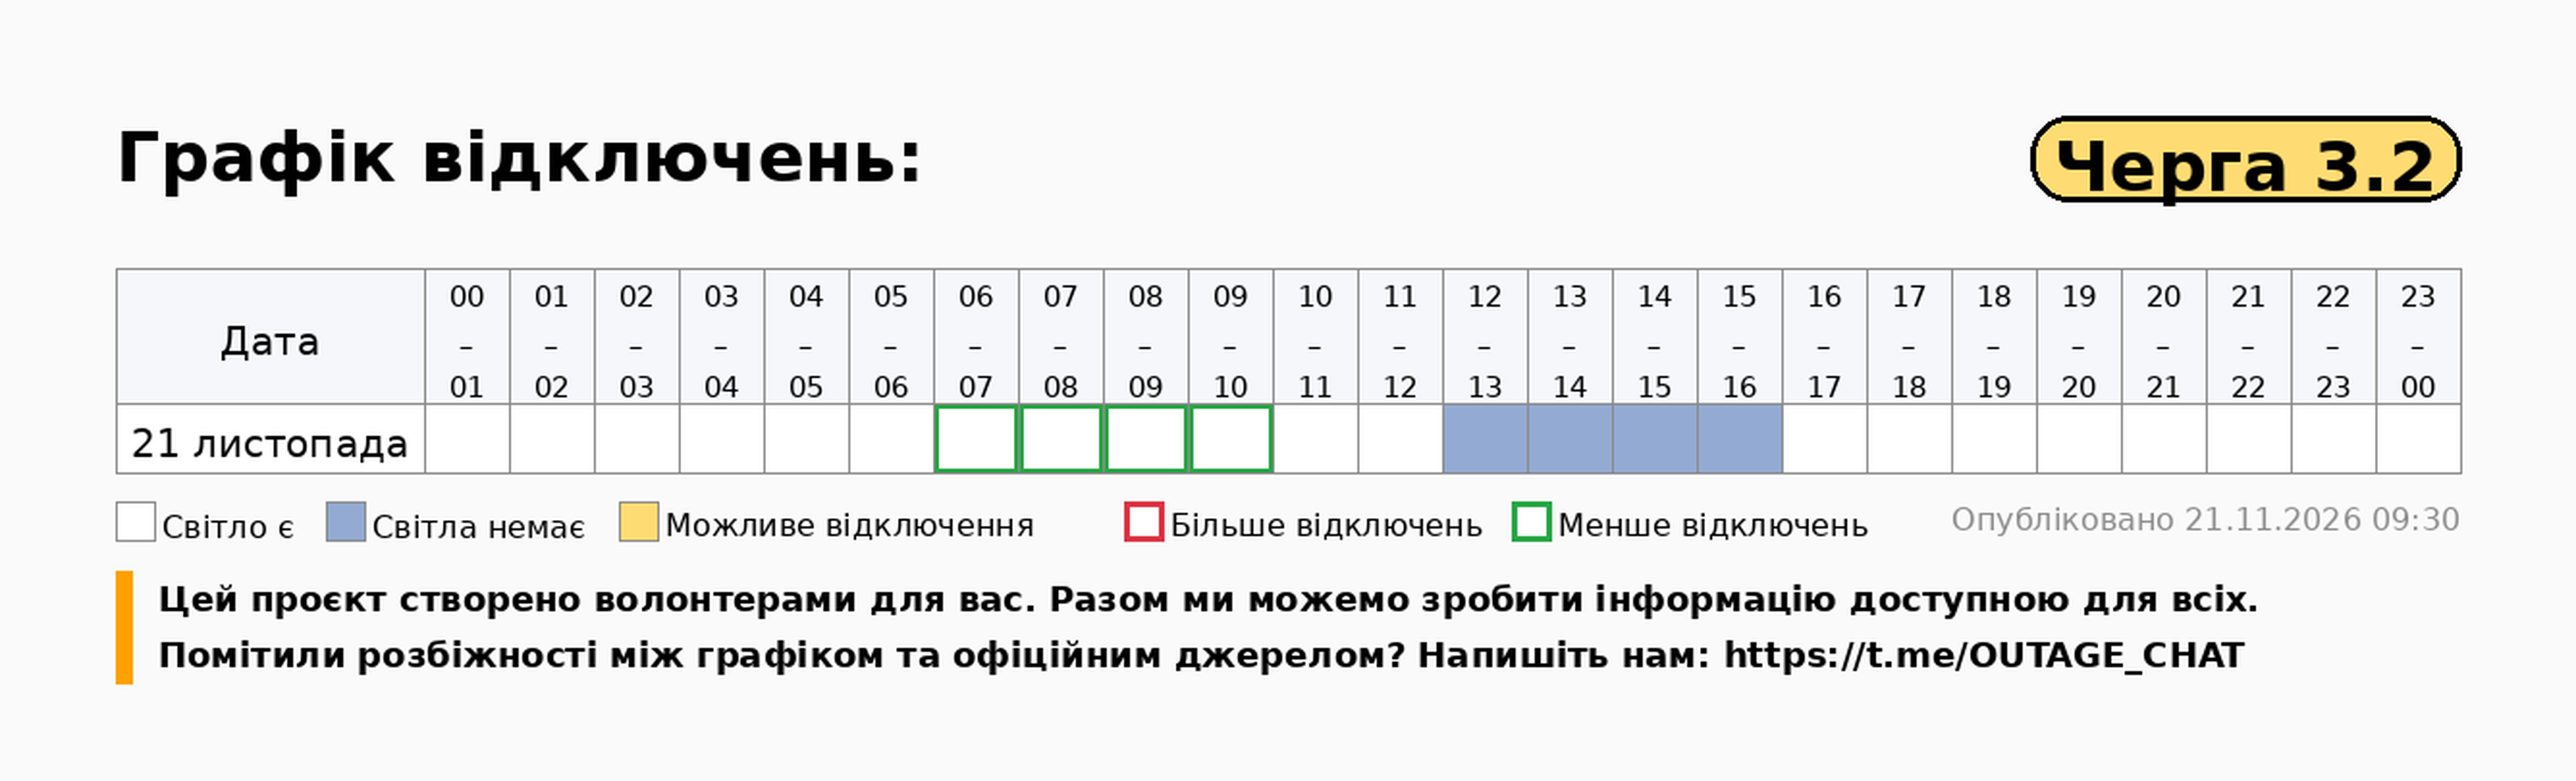 Графік відключень:
Черга 3.2
Дата 00 – 01 01 – 02 02 – 03 03 – 04 04 – 05 05 – 06 06 – 07 07 – 08 08 – 09 09 – 10 10 – 11 11 – 12 12 – 13 13 – 14 14 – 15 15 – 16 16 – 17 17 – 18 18 – 19 19 – 20 20 – 21 21 – 22 22 – 23 23 – 00
21 листопада
Світло є Світла немає Можливе відключення Більше відключень Менше відключень Опубліковано 21.11.2026 09:30
Цей проєкт створено волонтерами для вас. Разом ми можемо зробити інформацію доступною для всіх.
Помітили розбіжності між графіком та офіційним джерелом? Напишіть нам: https://t.me/OUTAGE_CHAT